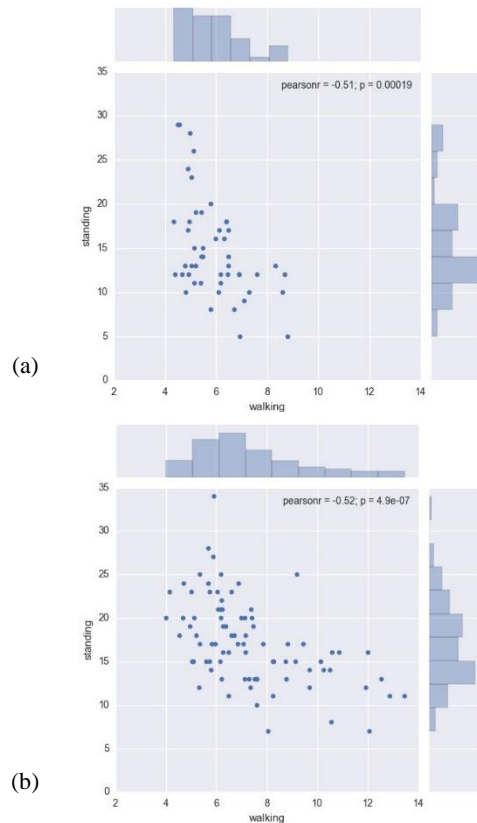 35
pearsonr = -0.51; p = 0.00019
30
25
20
standing
15
10
5
(a)
0
2 4 6 8 10 12 14
walking
35
pearsonr = -0.52; p = 4.9e-07
30
25
20
standing
15
10
5
(b)
0
2 4 6 8 10 12 14
walking